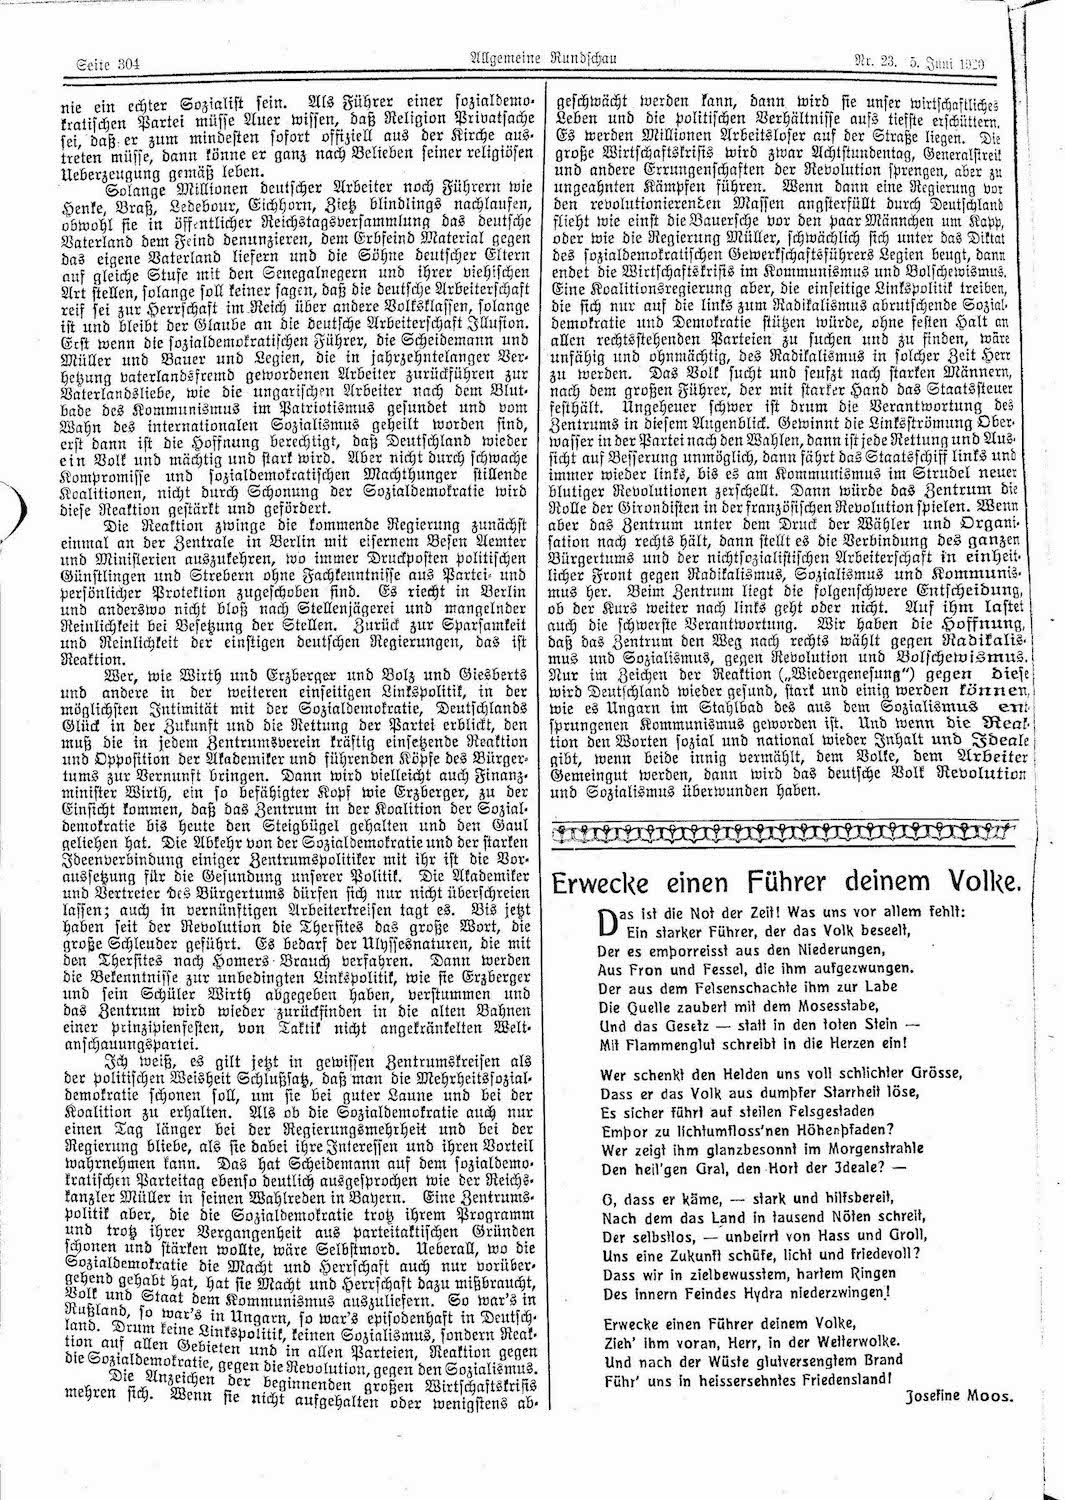 Seite 304
Allgemeine Rundschau
Nr. 23. 5. Juni 1920
nie ein echter Sozialist sein. Als Führer einer sozialdemo-
kratischen Partei müsse Auer wissen, daß Religion Privatsache
sei, daß er zum mindesten sofort offiziell aus der Kirche aus-
treten müsse, dann könne er ganz nach Belieben seiner religiösen
Ueberzeugung gemäß leben.
Solange Millionen deutscher Arbeiter noch Führern wie
Henke, Braß, Ledebour, Eichhorn, Zietz blindlings nachlaufen,
obwohl sie in öffentlicher Reichstagsversammlung das deutsche
Vaterland dem Feind denunzieren, dem Erbfeind Material gegen
das eigene Vaterland liefern und die Söhne deutscher Eltern
auf gleiche Stufe mit den Senegalnegern und ihrer viehischen
Art stellen, solange soll keiner sagen, daß die deutsche Arbeiterschaft
reif sei zur Herrschaft im Reich über andere Volksklassen, solange
ist und bleibt der Glaube an die deutsche Arbeiterschaft Illusion.
Erst wenn die sozialdemokratischen Führer, die Scheidemann und
Müller und Bauer und Legien, die in jahrzehntelanger Ver-
hetzung vaterlandsfremd gewordenen Arbeiter zurückführen zur
Vaterlandsliebe, wie die ungarischen Arbeiter nach dem Blut-
bade des Kommunismus im Patriotismus gesundet und vom
Wahn des internationalen Sozialismus geheilt worden sind,
erst dann ist die Hoffnung berechtigt, daß Deutschland wieder
ein Volk und mächtig und stark wird. Aber nicht durch schwache
Kompromisse und sozialdemokratischen Machthunger stillende
Koalitionen, nicht durch Schonung der Sozialdemokratie wird
diese Reaktion gestärkt und gefördert.
Die Reaktion zwinge die kommende Regierung zunächst
einmal an der Zentrale in Berlin mit eisernem Besen Aemter
und Ministerien auszukehren, wo immer Druckposten politischen
Günstlingen und Strebern ohne Fachkenntnisse aus Partei- und
persönlicher Protektion zugeschoben sind. Es riecht in Berlin
und anderswo nicht bloß nach Stellenjägerei und mangelnder
Reinlichkeit bei Besetzung der Stellen. Zurück zur Sparsamkeit
und Reinlichkeit der einstigen deutschen Regierungen, das ist
Reaktion.
Wer, wie Wirth und Erzberger und Bolz und Giesberts
und andere in der weiteren einseitigen Linkspolitik, in der
möglichsten Intimität mit der Sozialdemokratie, Deutschlands
Glück in der Zukunft und die Rettung der Partei erblickt, den
muß die in jedem Zentrumsverein kräftig einsetzende Reaktion
und Opposition der Akademiker und führenden Köpfe des Bürger-
tums zur Vernunft bringen. Dann wird vielleicht auch Finanz-
minister Wirth, ein so befähigter Kopf wie Erzberger, zu der
Einsicht kommen, daß das Zentrum in der Koalition der Sozial-
demokratie bis heute den Steigbügel gehalten und den Gaul
geliehen hat. Die Abkehr von der Sozialdemokratie und der starken
Ideenverbindung einiger Zentrumspolitiker mit ihr ist die Vor-
aussetzung für die Gesundung unserer Politik. Die Akademiker
und Vertreter des Bürgertums dürfen sich nur nicht überschreien
lassen; auch in vernünftigen Arbeiterkreisen tagt es. Bis jetzt
haben seit der Revolution die Thersites das große Wort, die
große Schleuder geführt. Es bedarf der Ulyssesnaturen, die mit
den Thersites nach Homers Brauch verfahren. Dann werden
die Bekenntnisse zur unbedingten Linkspolitik, wie sie Erzberger
und sein Schüler Wirth abgegeben haben, verstummen und
das Zentrum wird wieder zurückfinden in die alten Bahnen
einer prinzipienfesten, von Taktik nicht angekränkelten Welt-
anschauungspartei.
Ich weiß, es gilt jetzt in gewissen Zentrumskreisen als
der politischen Weisheit Schlußsatz, daß man die Mehrheitssozial-
demokratie schonen soll, um sie bei guter Laune und bei der
Koalition zu erhalten. Als ob die Sozialdemokratie auch nur
einen Tag länger bei der Regierungsmehrheit und bei der
Regierung bliebe, als sie dabei ihre Interessen und ihren Vorteil
wahrnehmen kann. Das hat Scheidemann auf dem sozialdemo-
kratischen Parteitag ebenso deutlich ausgesprochen wie der Reichs-
kanzler Müller in seinen Wahlreden in Bayern. Eine Zentrums-
politik aber, die die Sozialdemokratie trotz ihrem Programm
und trotz ihrer Vergangenheit aus parteitaktischen Gründen
schonen und stärken wollte, wäre Selbstmord. Ueberall, wo die
Sozialdemokratie die Macht und Herrschaft auch nur vorüber-
gehend gehabt hat, hat sie Macht und Herrschaft dazu mißbraucht,
Volk und Staat dem Kommunismus auszuliefern. So war's in
Rußland, so war's in Ungarn, so war's episodenhaft in Deutsch-
land. Drum keine Linkspolitik, keinen Sozialismus, sondern Reak-
tion auf allen Gebieten und in allen Parteien, Reaktion gegen
die Sozialdemokratie, gegen die Revolution, gegen den Sozialismus.
Die Anzeichen der beginnenden großen Wirtschaftskrisis
mehren sich. Wenn sie nicht aufgehalten oder wenigstens ab-
geschwächt werden kann, dann wird sie unser wirtschaftliches
Leben und die politischen Verhältnisse aufs tiefste erschüttern.
Es werden Millionen Arbeitsloser auf der Straße liegen. Die
große Wirtschaftskrisis wird zwar Achtstundentag, Generalstreik
und andere Errungenschaften der Revolution sprengen, aber zu
ungeahnten Kämpfen führen. Wenn dann eine Regierung vor
den revolutionierenden Massen angsterfüllt durch Deutschland
flieht wie einst die Bauersche vor den paar Männchen um Kapp,
oder wie die Regierung Müller, schwächlich sich unter das Diktat
des sozialdemokratischen Gewerkschaftsführers Legien beugt, dann
endet die Wirtschaftskrisis im Kommunismus und Bolschewismus.
Eine Koalitionsregierung aber, die einseitige Linkspolitik treiben,
die sich nur auf die links zum Radikalismus abrutschende Sozial-
demokratie und Demokratie stützen würde, ohne festen Halt an
allen rechtsstehenden Parteien zu suchen und zu finden, wäre
unfähig und ohnmächtig, des Radikalismus in solcher Zeit Herr
zu werden. Das Volk sucht und seufzt nach starken Männern,
nach dem großen Führer, der mit starker Hand das Staatssteuer
festhält. Ungeheuer schwer ist drum die Verantwortung des
Zentrums in diesem Augenblick. Gewinnt die Linksströmung Ober-
wasser in der Partei nach den Wahlen, dann ist jede Rettung und Aus-
sicht auf Besserung unmöglich, dann fährt das Staatsschiff links und
immer wieder links, bis es am Kommunismus im Strudel neuer
blutiger Revolutionen zerschellt. Dann würde das Zentrum die
Rolle der Girondisten in der französischen Revolution spielen. Wenn
aber das Zentrum unter dem Druck der Wähler und Organi-
sation nach rechts hält, dann stellt es die Verbindung des ganzen
Bürgertums und der nichtsozialistischen Arbeiterschaft in einheit-
licher Front gegen Radikalismus, Sozialismus und Kommunis-
mus her. Beim Zentrum liegt die folgenschwere Entscheidung,
ob der Kurs weiter nach links geht oder nicht. Auf ihm lastet
auch die schwerste Verantwortung. Wir haben die Hoffnung,
daß das Zentrum den Weg nach rechts wählt gegen Radikalis-
mus und Sozialismus, gegen Revolution und Bolschewismus.
Nur im Zeichen der Reaktion („Wiedergenesung“) gegen diese
wird Deutschland wieder gesund, stark und einig werden können,
wie es Ungarn im Stahlbad des aus dem Sozialismus ent-
sprungenen Kommunismus geworden ist. Und wenn die Reak-
tion den Worten sozial und national wieder Inhalt und Ideale
gibt, wenn beide innig vermählt, dem Volke, dem Arbeiter
Gemeingut werden, dann wird das deutsche Volk Revolution
und Sozialismus überwunden haben.
Erwecke einen Führer deinem Volke.
Das ist die Not der Zeit! Was uns vor allem fehlt:
Ein starker Führer, der das Volk beseelt,
Der es emporreisst aus den Niederungen,
Aus Fron und Fessel, die ihm aufgezwungen.
Der aus dem Felsenschachte ihm zur Labe
Die Quelle zaubert mit dem Mosesstabe,
Und das Gesetz — statt in den toten Stein —
Mit Flammenglut schreibt in die Herzen ein!
Wer schenkt den Helden uns voll schlichter Grösse,
Dass er das Volk aus dumpfer Starrheit löse,
Es sicher führt auf steilen Felsgestaden
Empor zu lichtumfloss'nen Höhenpfaden?
Wer zeigt ihm glanzbesonnt im Morgenstrahle
Den heil'gen Gral, den Hort der Ideale? —
O, dass er käme, — stark und hilfsbereit,
Nach dem das Land in tausend Nöten schreit,
Der selbstlos, — unbeirrt von Hass und Groll,
Uns eine Zukunft schüfe, licht und friedevoll?
Dass wir in zielbewusstem, hartem Ringen
Des innern Feindes Hydra niederzwingen!
Erwecke einen Führer deinem Volke,
Zieh' ihm voran, Herr, in der Wetterwolke.
Und nach der Wüste glutversengtem Brand
Führ' uns in heissersehntes Friedensland!
Josefine Moos.